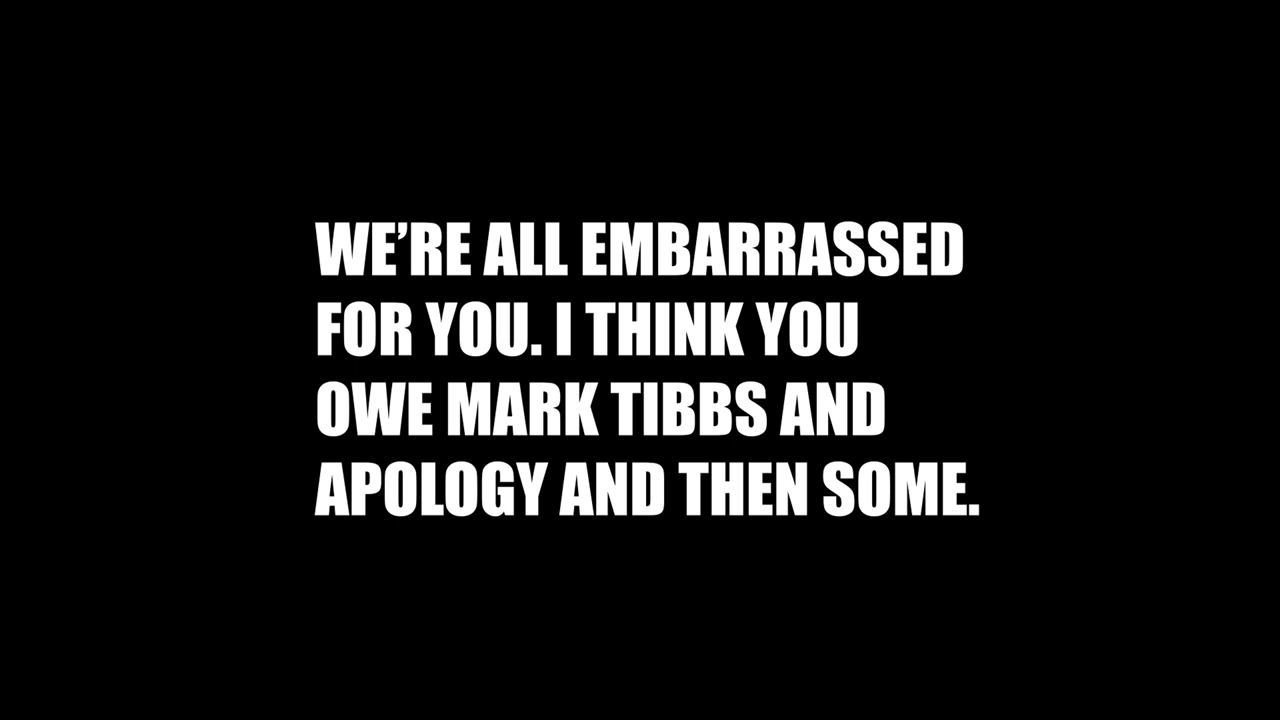 WE’RE ALL EMBARRASSED
FOR YOU. I THINK YOU
OWE MARK TIBBS AND
APOLOGY AND THEN SOME.